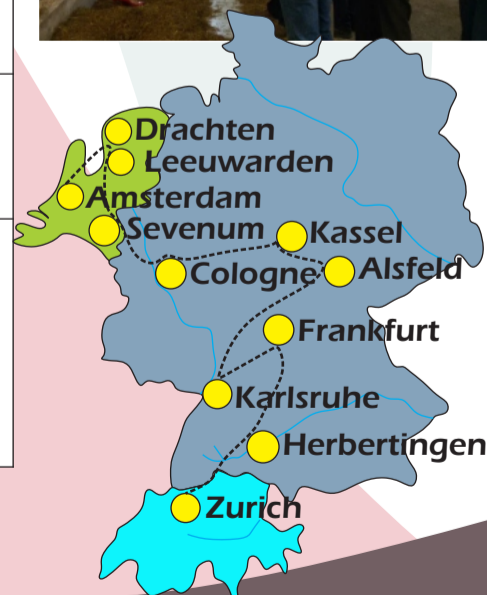 Drachten
Leeuwarden
Amsterdam
Sevenum
Kassel
Cologne
Alsfeld
Frankfurt
Karlsruhe
Herbertingen
Zurich